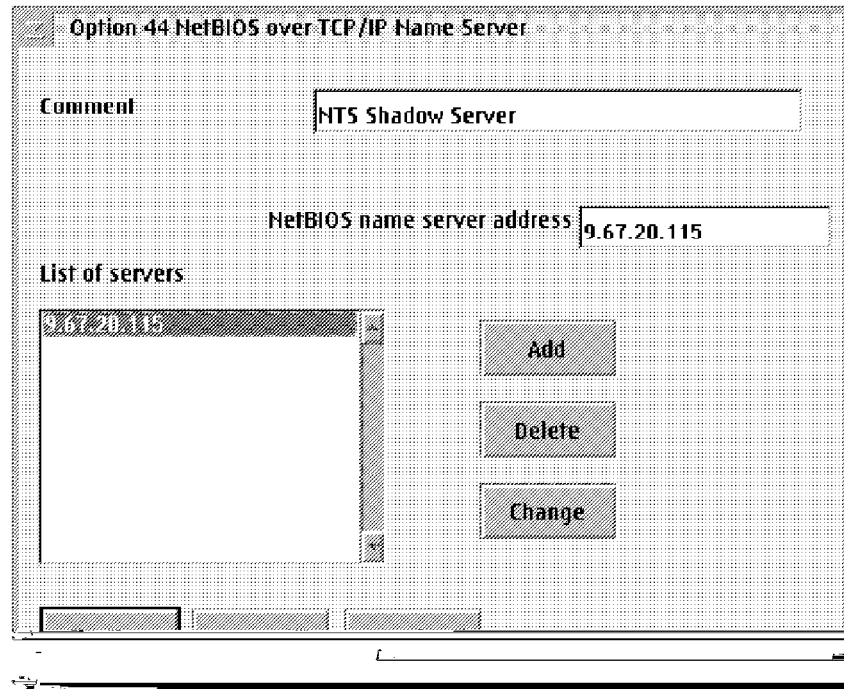 Option 44 NetBIOS over TCP/IP Name Server
Comment
NTS Shadow Server
NetBIOS name server address
9.67.20.115
List of servers
9.67.20.115
Add
Delete
Change